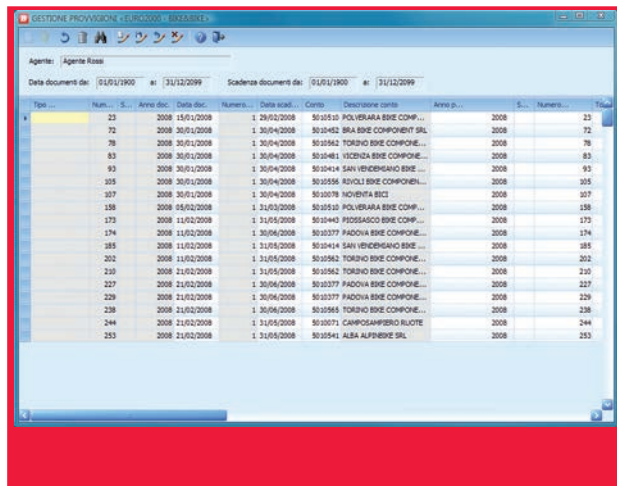 GESTIONE PROVVIGIONI <EURO2000 - BIKE&BIKE>
Agente: Agente Rossi
Data documenti da: 01/01/1900 a: 31/12/2099 Scadenza documenti da: 01/01/1900 a: 31/12/2099
Tipo ... Num... S... Anno doc. Data doc. Numero... Data scad... Conto Descrizione conto Anno p... S... Numero...
23 2008 15/01/2008 1 29/02/2008 5010510 POLVERARA BIKE COMP... 2008 23
72 2008 30/01/2008 1 30/04/2008 5010452 BRA BIKE COMPONENT SRL 2008 72
78 2008 30/01/2008 1 30/04/2008 5010562 TORINO BIKE COMPONE... 2008 78
83 2008 30/01/2008 1 30/04/2008 5010481 VICENZA BIKE COMPONE... 2008 83
93 2008 30/01/2008 1 30/04/2008 5010414 SAN VENDEMIANO BIKE ... 2008 93
105 2008 30/01/2008 1 30/04/2008 5010556 RIVOLI BIKE COMPONEN... 2008 105
107 2008 30/01/2008 1 30/04/2008 5010078 NOVENTA BICI 2008 107
158 2008 05/02/2008 1 31/03/2008 5010510 POLVERARA BIKE COMP... 2008 158
173 2008 11/02/2008 1 31/05/2008 5010443 PIOSSASCO BIKE COMP... 2008 173
174 2008 11/02/2008 1 30/06/2008 5010377 PADOVA BIKE COMPONE... 2008 174
185 2008 11/02/2008 1 31/05/2008 5010414 SAN VENDEMIANO BIKE ... 2008 185
202 2008 11/02/2008 1 31/05/2008 5010562 TORINO BIKE COMPONE... 2008 202
210 2008 21/02/2008 1 31/05/2008 5010562 TORINO BIKE COMPONE... 2008 210
227 2008 21/02/2008 1 30/06/2008 5010377 PADOVA BIKE COMPONE... 2008 227
229 2008 21/02/2008 1 30/06/2008 5010377 PADOVA BIKE COMPONE... 2008 229
238 2008 21/02/2008 1 30/06/2008 5010565 TORINO BIKE COMPONE... 2008 238
244 2008 21/02/2008 1 31/05/2008 5010071 CAMPOSAMPIERO RUOTE 2008 244
253 2008 21/02/2008 1 31/05/2008 5010541 ALBA ALPINBIKE SRL 2008 253